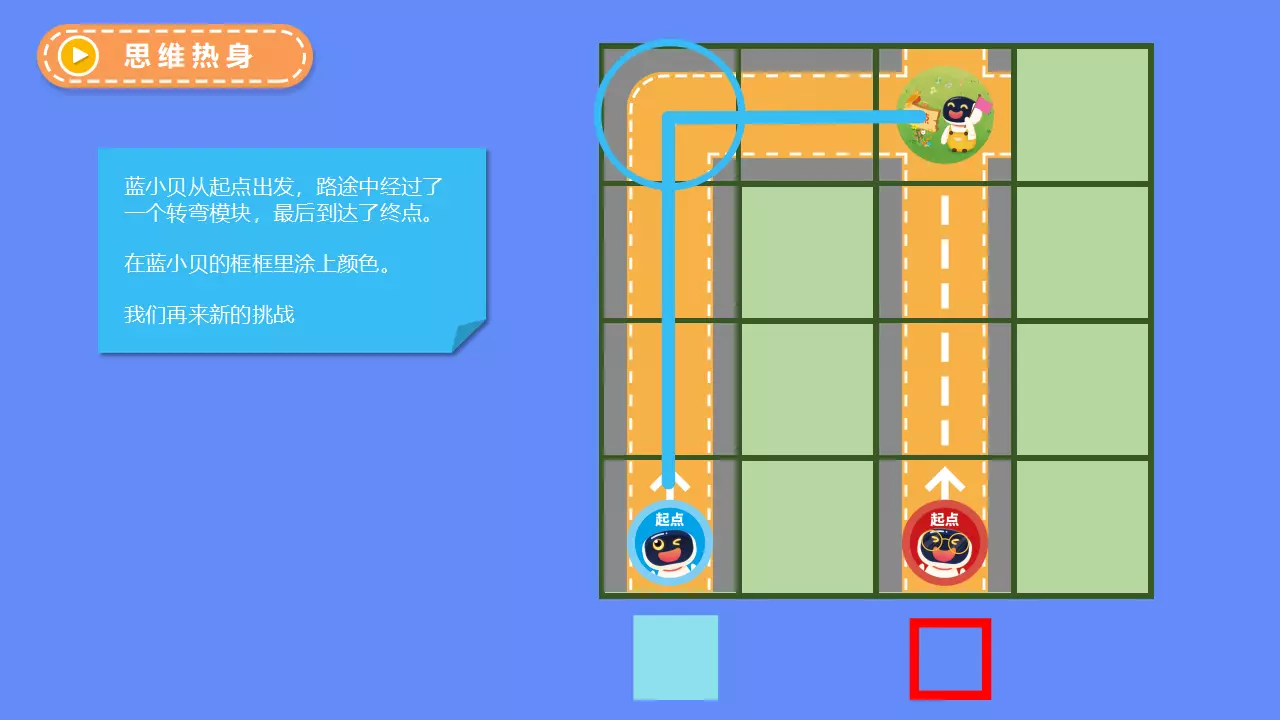 思维热身
蓝小贝从起点出发，路途中经过了
一个转弯模块，最后到达了终点。
在蓝小贝的框框里涂上颜色。
我们再来新的挑战
起点
起点